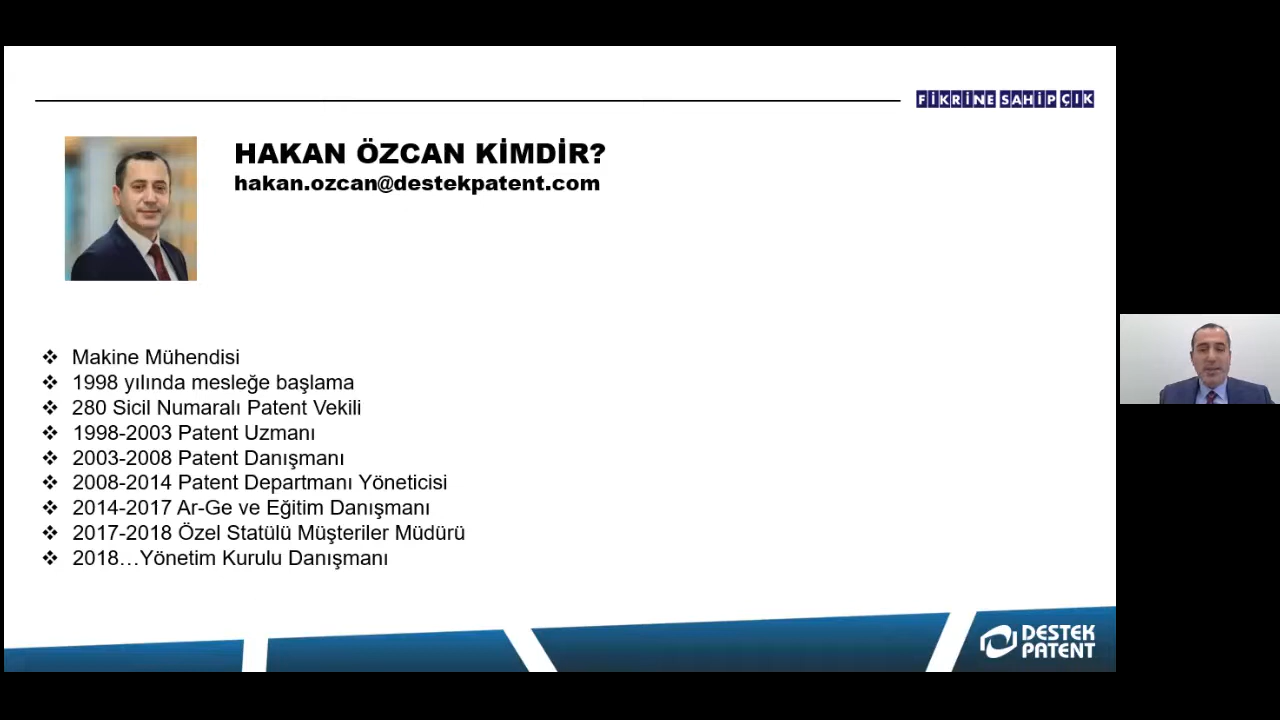 FİKRİNE SAHİP ÇIK
HAKAN ÖZCAN KİMDİR?
hakan.ozcan@destekpatent.com
❖ Makine Mühendisi
❖ 1998 yılında mesleğe başlama
❖ 280 Sicil Numaralı Patent Vekili
❖ 1998-2003 Patent Uzmanı
❖ 2003-2008 Patent Danışmanı
❖ 2008-2014 Patent Departmanı Yöneticisi
❖ 2014-2017 Ar-Ge ve Eğitim Danışmanı
❖ 2017-2018 Özel Statülü Müşteriler Müdürü
❖ 2018…Yönetim Kurulu Danışmanı
DESTEK
PATENT